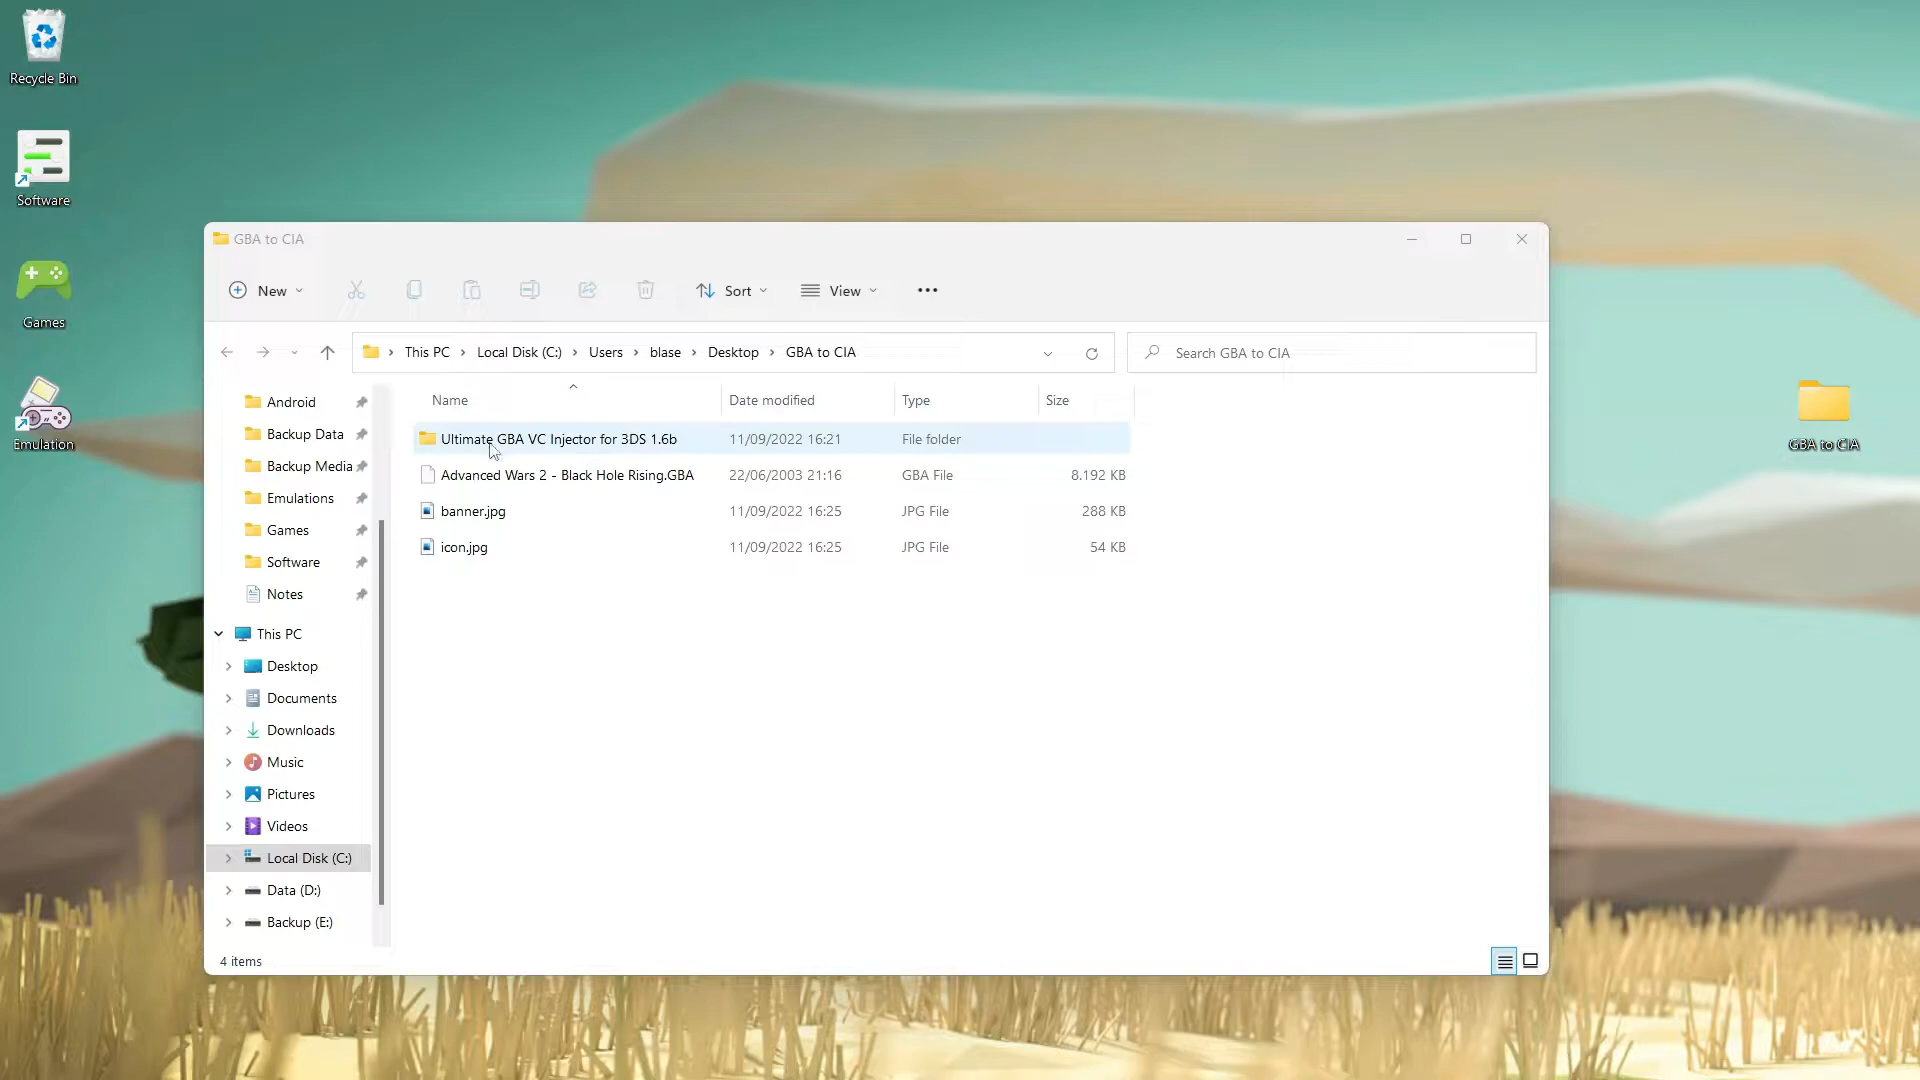 Recycle Bin
Software
Games
Emulation
GBA to CIA
GBA to CIA
New
Sort
View
This PC > Local Disk (C:) > Users > blase > Desktop > GBA to CIA
Search GBA to CIA
Android
Backup Data
Backup Media
Emulations
Games
Software
Notes
This PC
Desktop
Documents
Downloads
Music
Pictures
Videos
Local Disk (C:)
Data (D:)
Backup (E:)
Name Date modified Type Size
Ultimate GBA VC Injector for 3DS 1.6b 11/09/2022 16:21 File folder
Advanced Wars 2 - Black Hole Rising.GBA 22/06/2003 21:16 GBA File 8.192 KB
banner.jpg 11/09/2022 16:25 JPG File 288 KB
icon.jpg 11/09/2022 16:25 JPG File 54 KB
4 items